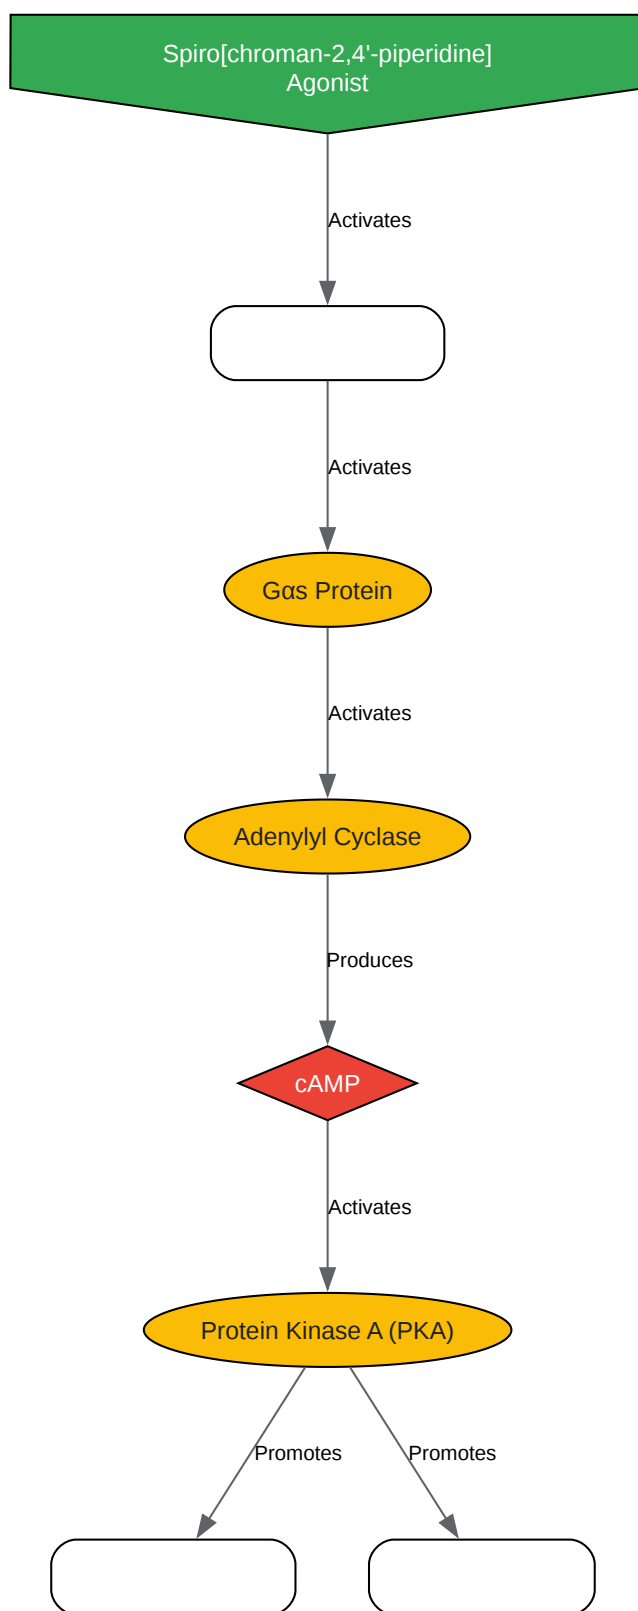 Spiro[chroman-2,4'-piperidine]
Agonist
Activates
Activates
Gαs Protein
Activates
Adenylyl Cyclase
Produces
cAMP
Activates
Protein Kinase A (PKA)
Promotes
Promotes